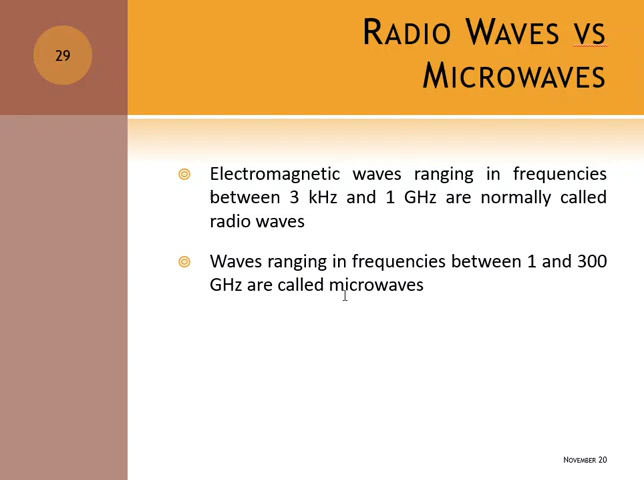 29
RADIO WAVES VS
MICROWAVES
Electromagnetic waves ranging in frequencies
between 3 kHz and 1 GHz are normally called
radio waves
Waves ranging in frequencies between 1 and 300
GHz are called microwaves
NOVEMBER 20